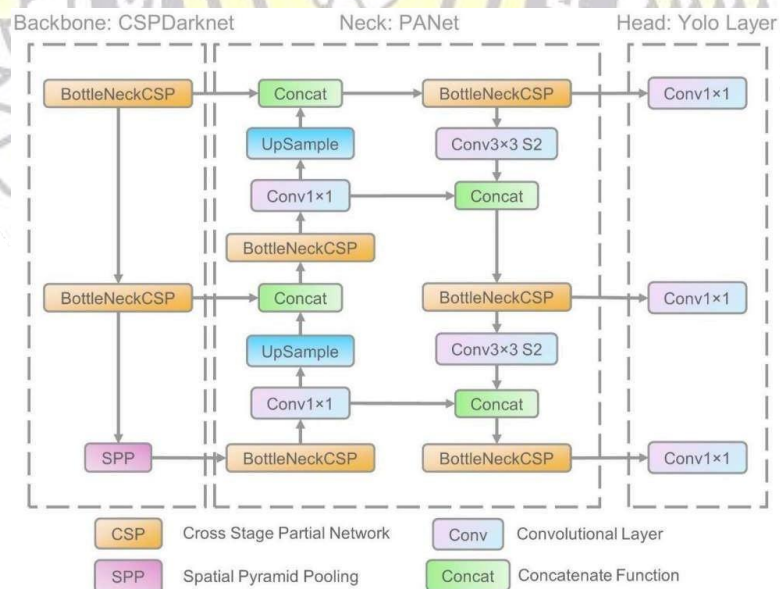 Backbone: CSPDarknet Neck: PANet Head: Yolo Layer
BottleNeckCSP Concat BottleNeckCSP Conv1×1
UpSample Conv3×3 S2
Conv1×1 Concat
BottleNeckCSP
BottleNeckCSP Concat BottleNeckCSP Conv1×1
UpSample Conv3×3 S2
Conv1×1 Concat
SPP BottleNeckCSP BottleNeckCSP Conv1×1
CSP Cross Stage Partial Network Conv Convolutional Layer
SPP Spatial Pyramid Pooling Concat Concatenate Function